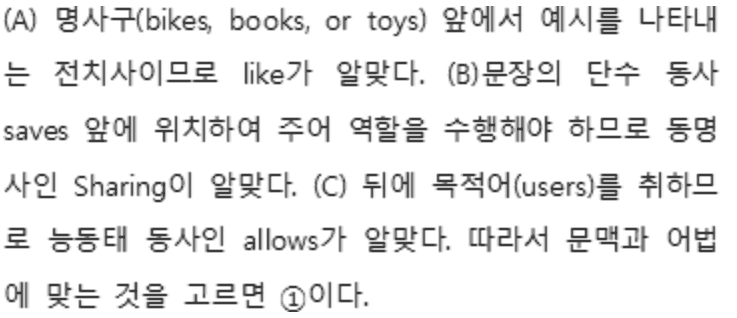 (A) 명사구(bikes, books, or toys) 앞에서 예시를 나타내
는 전치사이므로 like가 알맞다. (B)문장의 단수 동사
saves 앞에 위치하여 주어 역할을 수행해야 하므로 동명
사인 Sharing이 알맞다. (C) 뒤에 목적어(users)를 취하므
로 능동태 동사인 allows가 알맞다. 따라서 문맥과 어법
에 맞는 것을 고르면 ①이다.